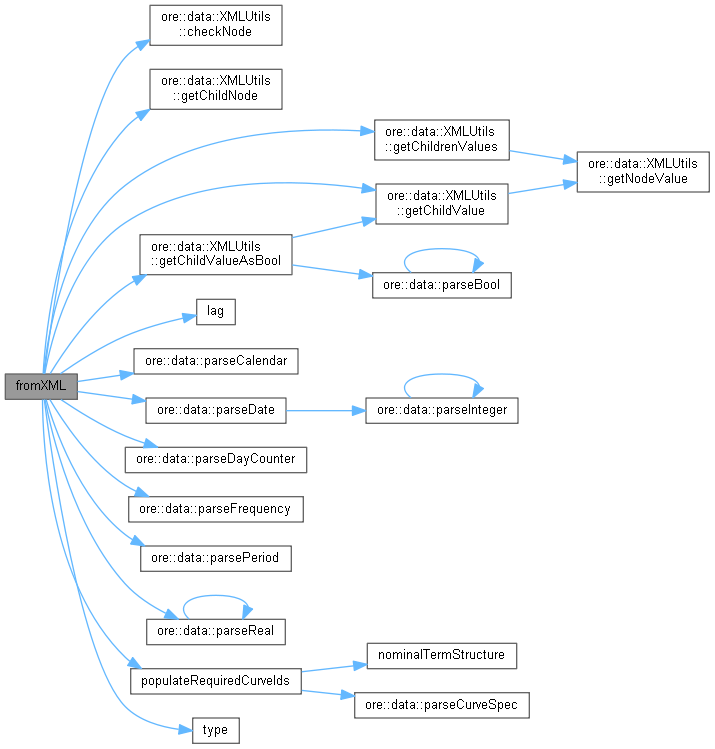 ore::data::XMLUtils
::checkNode
ore::data::XMLUtils
::getChildNode
ore::data::XMLUtils
::getChildrenValues
ore::data::XMLUtils
::getNodeValue
ore::data::XMLUtils
::getChildValue
ore::data::XMLUtils
::getChildValueAsBool
ore::data::parseBool
lag
ore::data::parseCalendar
fromXML
ore::data::parseDate
ore::data::parseInteger
ore::data::parseDayCounter
ore::data::parseFrequency
ore::data::parsePeriod
ore::data::parseReal
nominalTermStructure
populateRequiredCurveIds
ore::data::parseCurveSpec
type